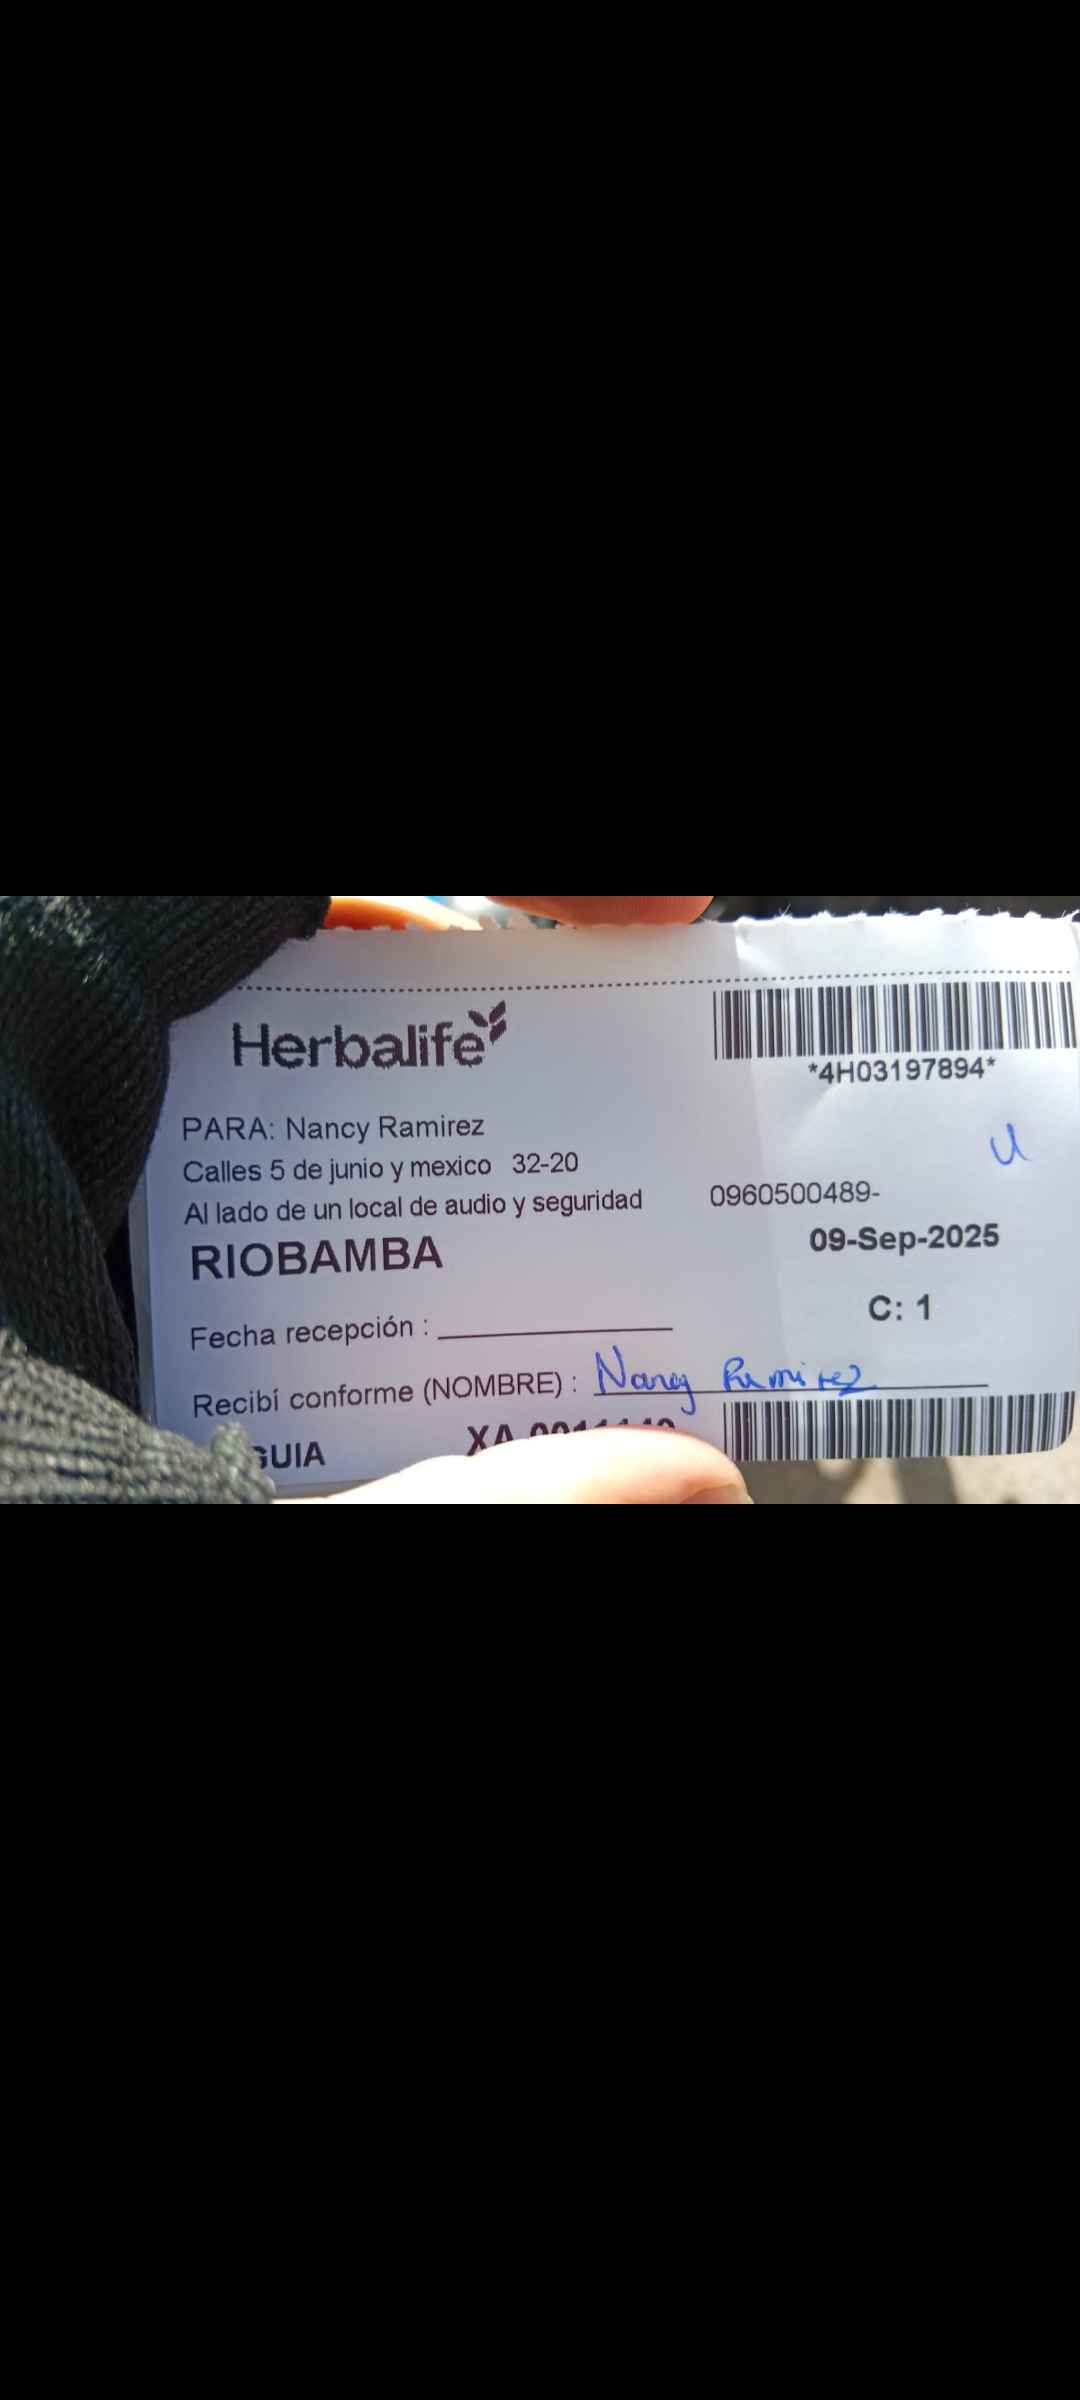 Herbalife
*4H03197894*
PARA: Nancy Ramirez
U
Calles 5 de junio y mexico 32-20
Al lado de un local de audio y seguridad 0960500489-
RIOBAMBA 09-Sep-2025
C: 1
Fecha recepción :
Recibí conforme (NOMBRE) : Nancy Ramirez
XA